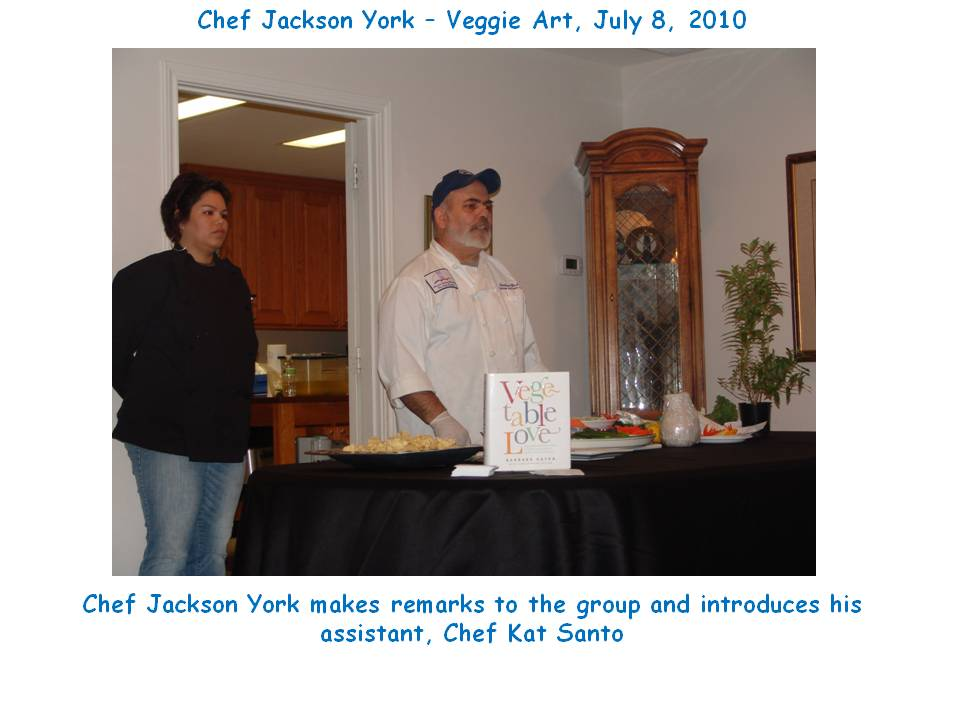 Chef Jackson York – Veggie Art, July 8, 2010
Vege-
table
Love
Chef Jackson York makes remarks to the group and introduces his
assistant, Chef Kat Santo